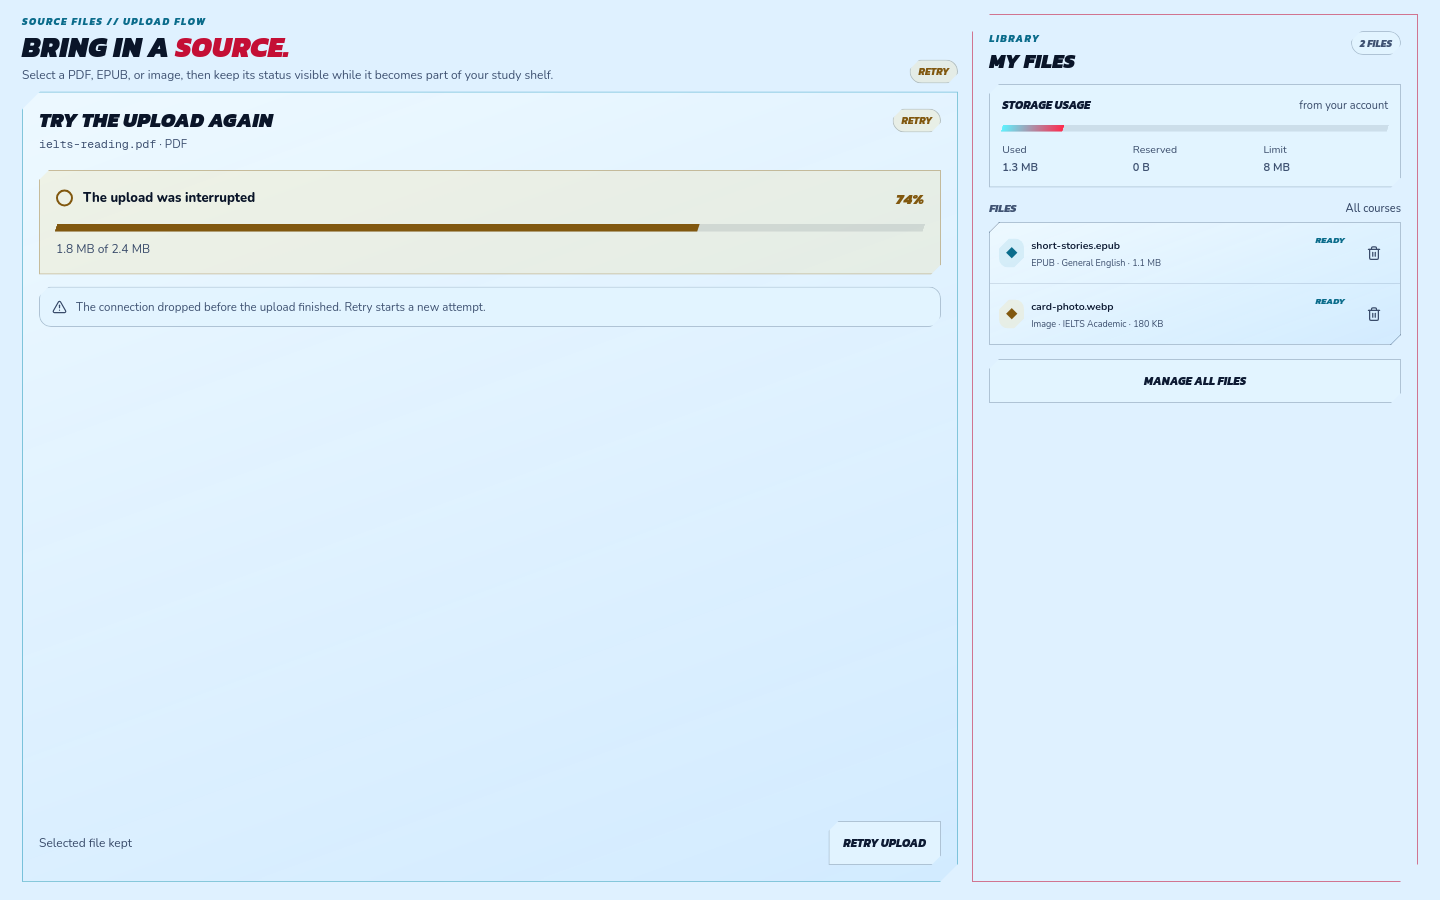 SOURCE FILES // UPLOAD FLOW
BRING IN A SOURCE.
Select a PDF, EPUB, or image, then keep its status visible while it becomes part of your study shelf.
RETRY
TRY THE UPLOAD AGAIN
RETRY
ielts-reading.pdf · PDF
The upload was interrupted
74%
1.8 MB of 2.4 MB
The connection dropped before the upload finished. Retry starts a new attempt.
Selected file kept
RETRY UPLOAD
LIBRARY
MY FILES
2 FILES
STORAGE USAGE
from your account
Used
Reserved
Limit
1.3 MB
0 B
8 MB
FILES
All courses
short-stories.epub
READY
EPUB · General English · 1.1 MB
card-photo.webp
READY
Image · IELTS Academic · 180 KB
MANAGE ALL FILES